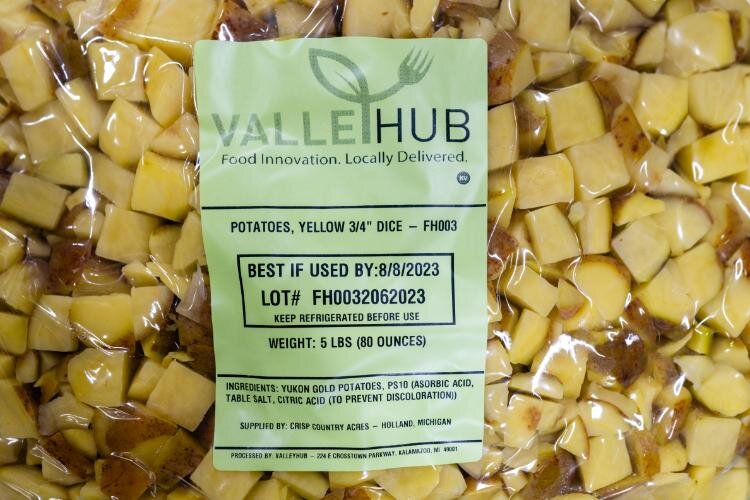 VALLEYHUB
Food Innovation. Locally Delivered.
KV
POTATOES, YELLOW 3/4" DICE – FH003
BEST IF USED BY:8/8/2023
LOT# FH0032062023
KEEP REFRIGERATED BEFORE USE
WEIGHT: 5 LBS (80 OUNCES)
INGREDIENTS: YUKON GOLD POTATOES, PS10 (ASORBIC ACID,
TABLE SALT, CITRIC ACID (TO PREVENT DISCOLORATION))
SUPPLIED BY: CRISP COUNTRY ACRES – HOLLAND, MICHIGAN
PROCESSED BY: VALLEYHUB – 224 E CROSSTOWN PARKWAY, KALAMAZOO, MI 49001